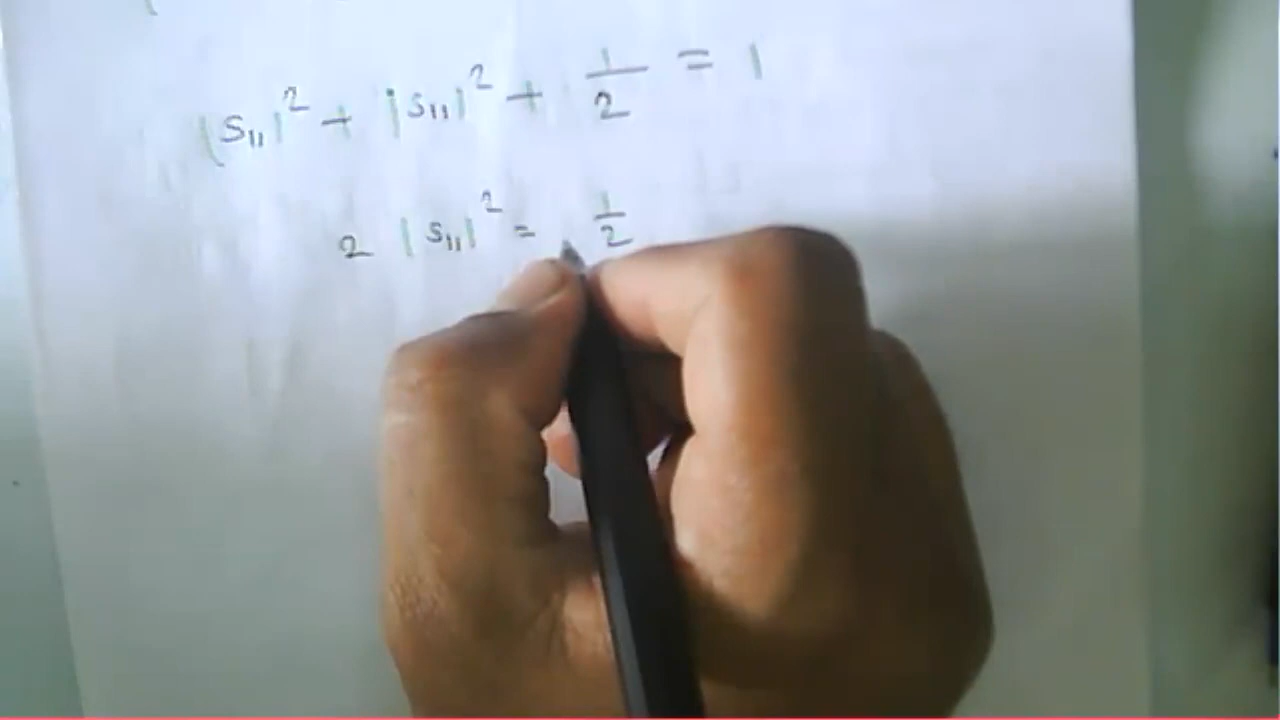 |S₁₁|² + |S₁₁|² + 1/2 = 1
2 |S₁₁|² = 1/2